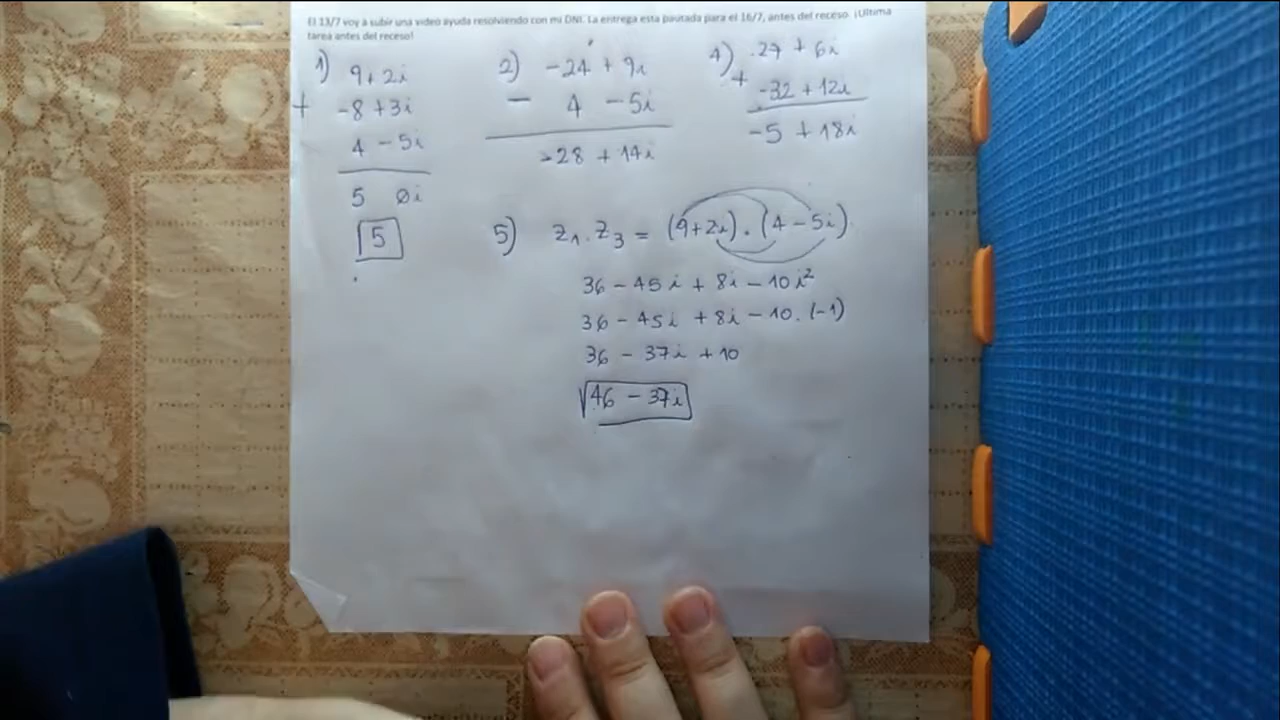 El 13/7 voy a subir una video ayuda resolviendo con mi DNI. La entrega esta pautada para el 16/7, antes del receso. ¡Ultima
tarea antes del receso!
1) 9+2i
+ -8+3i
4-5i
5 0i
5
2) -24+9i
- 4 -5i
-28+14i
4) 27+6i
+ -32+12i
-5+18i
5) z1.z3 = (9+2i).(4-5i)
36-45i+8i-10i²
36-45i+8i-10.(-1)
36-37i+10
46-37i